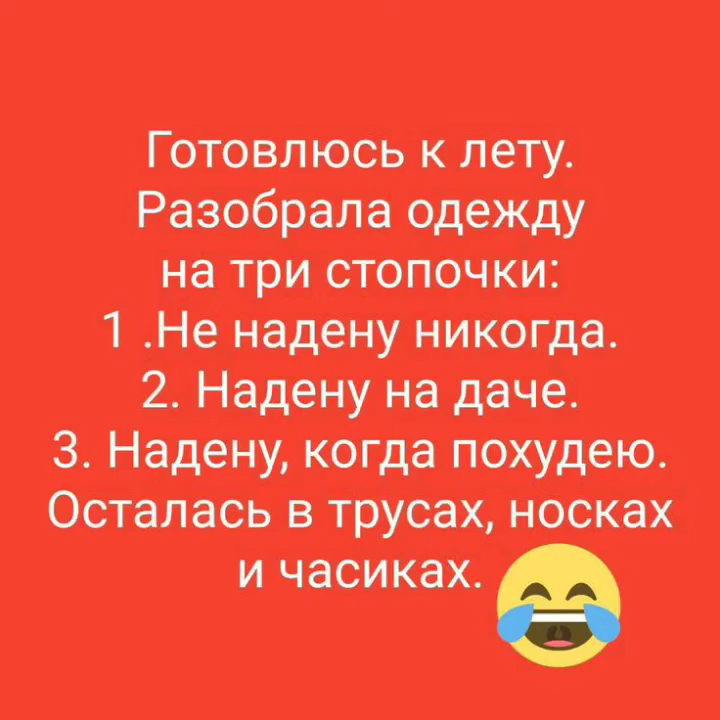 Готовлюсь к лету.
Разобрала одежду
на три стопочки:
1 .Не надену никогда.
2. Надену на даче.
3. Надену, когда похудею.
Осталась в трусах, носках
и часиках.